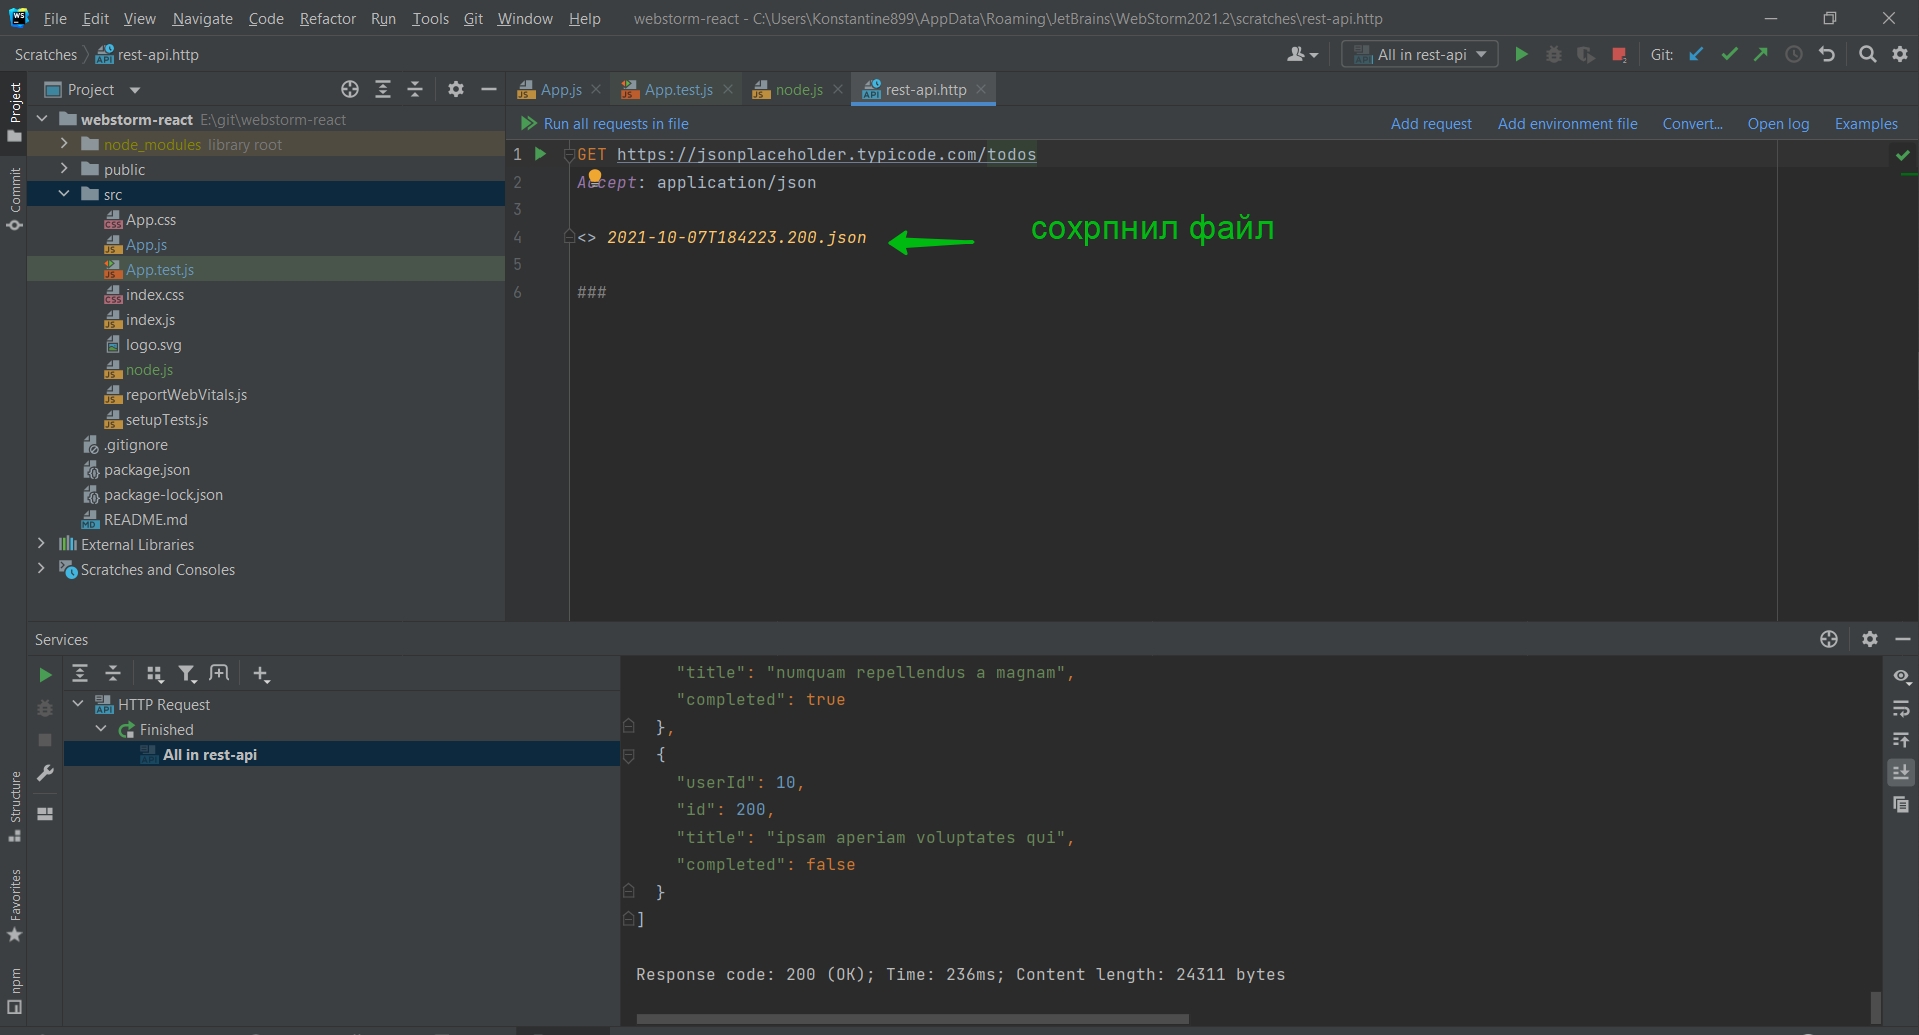 File Edit View Navigate Code Refactor Run Tools Git Window Help webstorm-react - C:\Users\Konstantine899\AppData\Roaming\JetBrains\WebStorm2021.2\scratches\rest-api.http
Scratches rest-api.http All in rest-api Git:
Project
App.js App.test.js node.js rest-api.http
Run all requests in file Add request Add environment file Convert... Open log Examples
Project
Commit
Structure
Favorites
npm
webstorm-react E:\git\webstorm-react
node_modules library root
public
src
App.css
App.js
App.test.js
index.css
index.js
logo.svg
node.js
reportWebVitals.js
setupTests.js
.gitignore
package.json
package-lock.json
README.md
External Libraries
Scratches and Consoles
1 GET https://jsonplaceholder.typicode.com/todos
2 Accept: application/json
3
4 <> 2021-10-07T184223.200.json
5
6 ###
сохрпнил файл
Services
HTTP Request
Finished
All in rest-api
"title": "numquam repellendus a magnam",
"completed": true
},
{
"userId": 10,
"id": 200,
"title": "ipsam aperiam voluptates qui",
"completed": false
}
]
Response code: 200 (OK); Time: 236ms; Content length: 24311 bytes